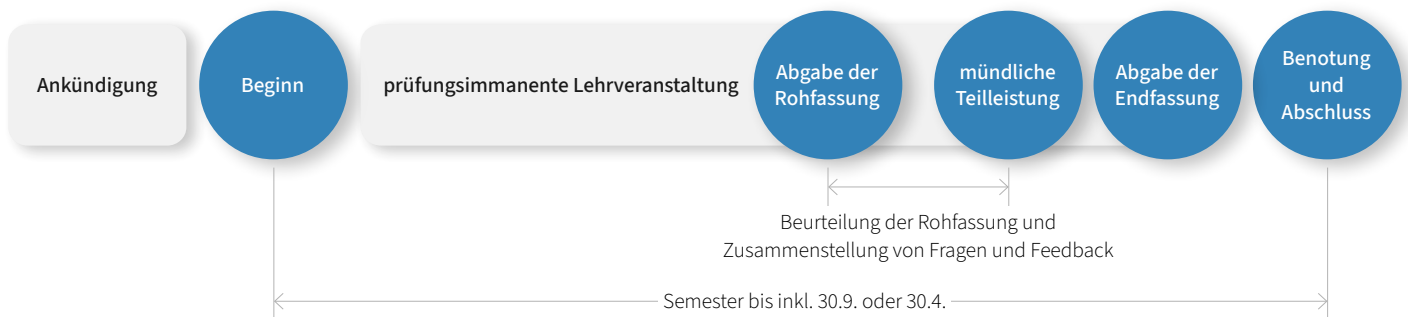 Ankündigung
Beginn
prüfungsimmanente Lehrveranstaltung
Abgabe der
Rohfassung
mündliche
Teilleistung
Abgabe der
Endfassung
Benotung
und
Abschluss
Beurteilung der Rohfassung und
Zusammenstellung von Fragen und Feedback
Semester bis inkl. 30.9. oder 30.4.